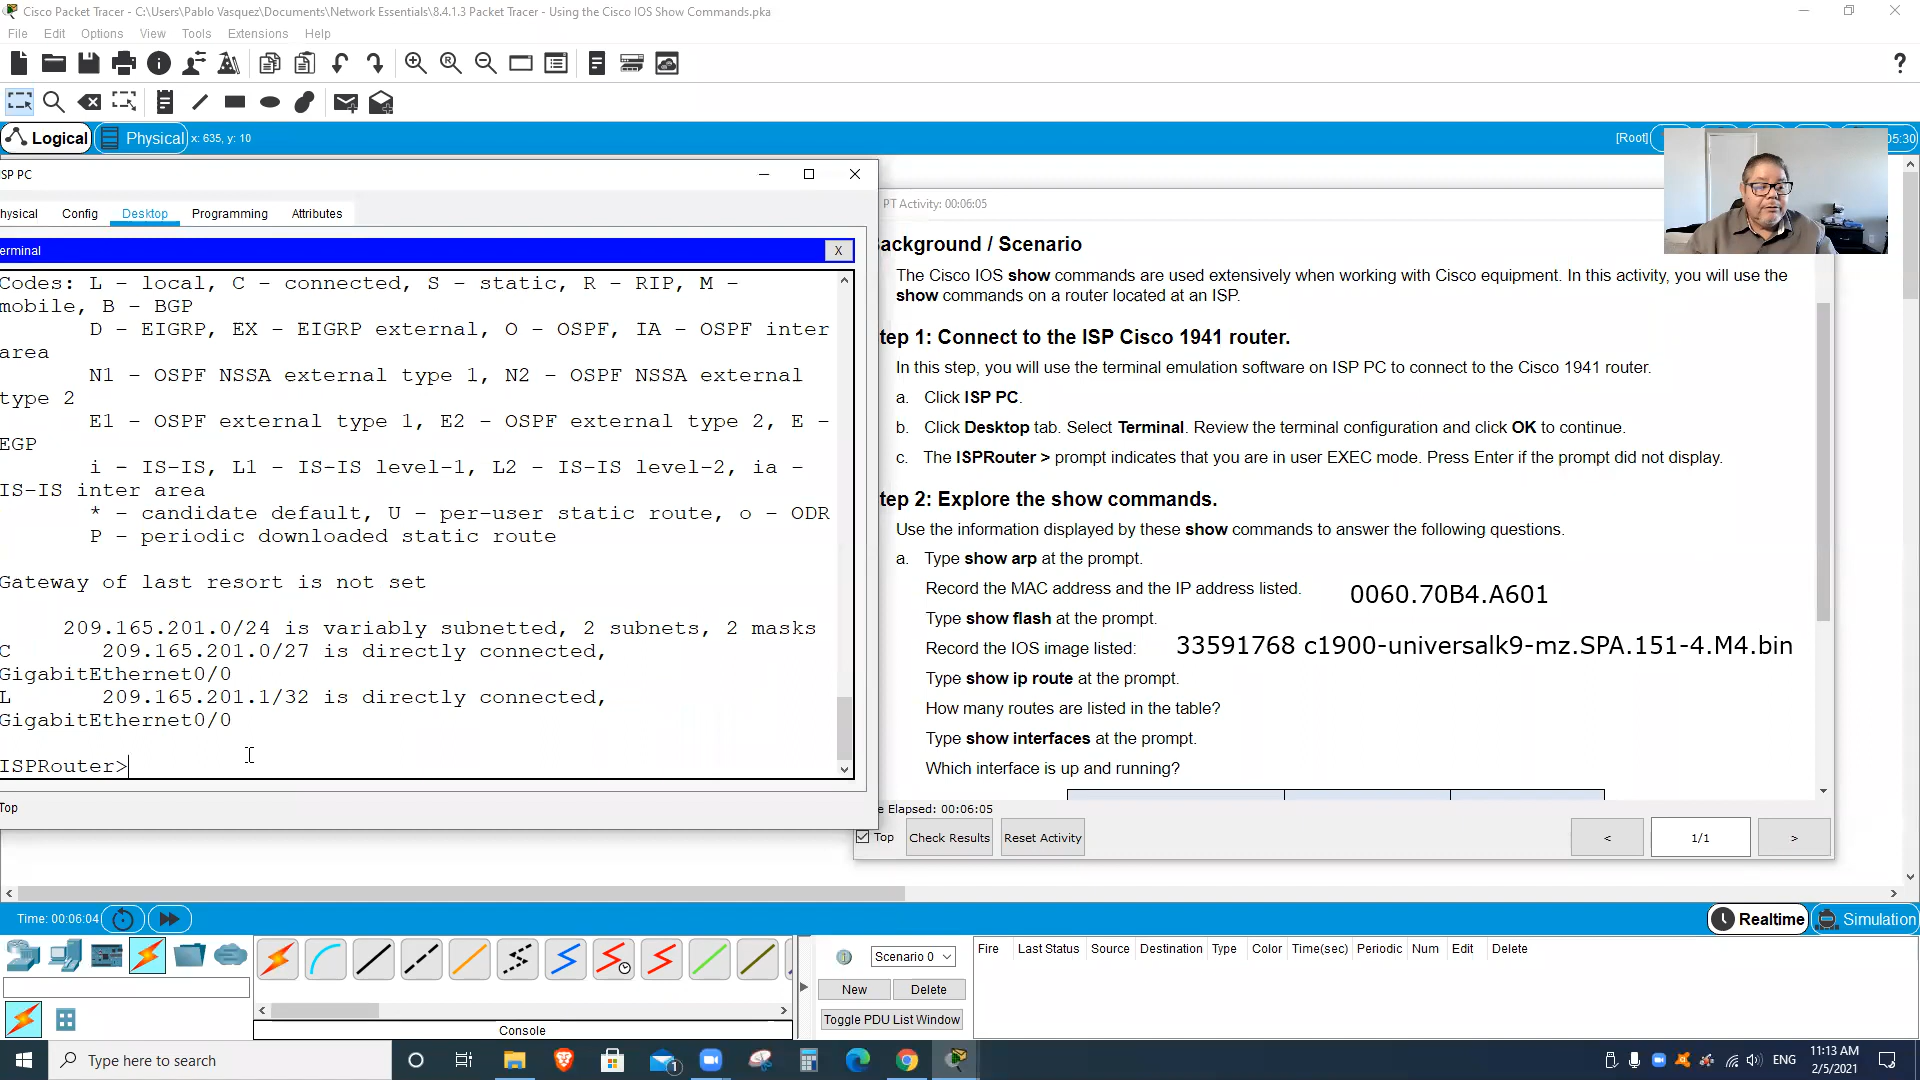 Cisco Packet Tracer - C:\Users\Pablo Vasquez\Documents\Network Essentials\8.4.1.3 Packet Tracer - Using the Cisco IOS Show Commands.pka
File Edit Options View Tools Extensions Help
Logical Physical x: 635, y: 10
[Root] 05:30
SP PC
hysical Config Desktop Programming Attributes
erminal X
Codes: L - local, C - connected, S - static, R - RIP, M -
mobile, B - BGP
D - EIGRP, EX - EIGRP external, O - OSPF, IA - OSPF inter
area
N1 - OSPF NSSA external type 1, N2 - OSPF NSSA external
type 2
E1 - OSPF external type 1, E2 - OSPF external type 2, E -
EGP
i - IS-IS, L1 - IS-IS level-1, L2 - IS-IS level-2, ia -
IS-IS inter area
* - candidate default, U - per-user static route, o - ODR
P - periodic downloaded static route
Gateway of last resort is not set
209.165.201.0/24 is variably subnetted, 2 subnets, 2 masks
C 209.165.201.0/27 is directly connected,
GigabitEthernet0/0
L 209.165.201.1/32 is directly connected,
GigabitEthernet0/0
ISPRouter>
Top
PT Activity: 00:06:05
ackground / Scenario
The Cisco IOS show commands are used extensively when working with Cisco equipment. In this activity, you will use the
show commands on a router located at an ISP.
tep 1: Connect to the ISP Cisco 1941 router.
In this step, you will use the terminal emulation software on ISP PC to connect to the Cisco 1941 router.
a. Click ISP PC.
b. Click Desktop tab. Select Terminal. Review the terminal configuration and click OK to continue.
c. The ISPRouter > prompt indicates that you are in user EXEC mode. Press Enter if the prompt did not display.
tep 2: Explore the show commands.
Use the information displayed by these show commands to answer the following questions.
a. Type show arp at the prompt.
Record the MAC address and the IP address listed. 0060.70B4.A601
Type show flash at the prompt.
Record the IOS image listed: 33591768 c1900-universalk9-mz.SPA.151-4.M4.bin
Type show ip route at the prompt.
How many routes are listed in the table?
Type show interfaces at the prompt.
Which interface is up and running?
e Elapsed: 00:06:05
Top Check Results Reset Activity < 1/1 >
Time: 00:06:04 Realtime Simulation
Scenario 0
New Delete
Toggle PDU List Window
Fire Last Status Source Destination Type Color Time(sec) Periodic Num Edit Delete
Console
Type here to search
1
ENG
11:13 AM
2/5/2021